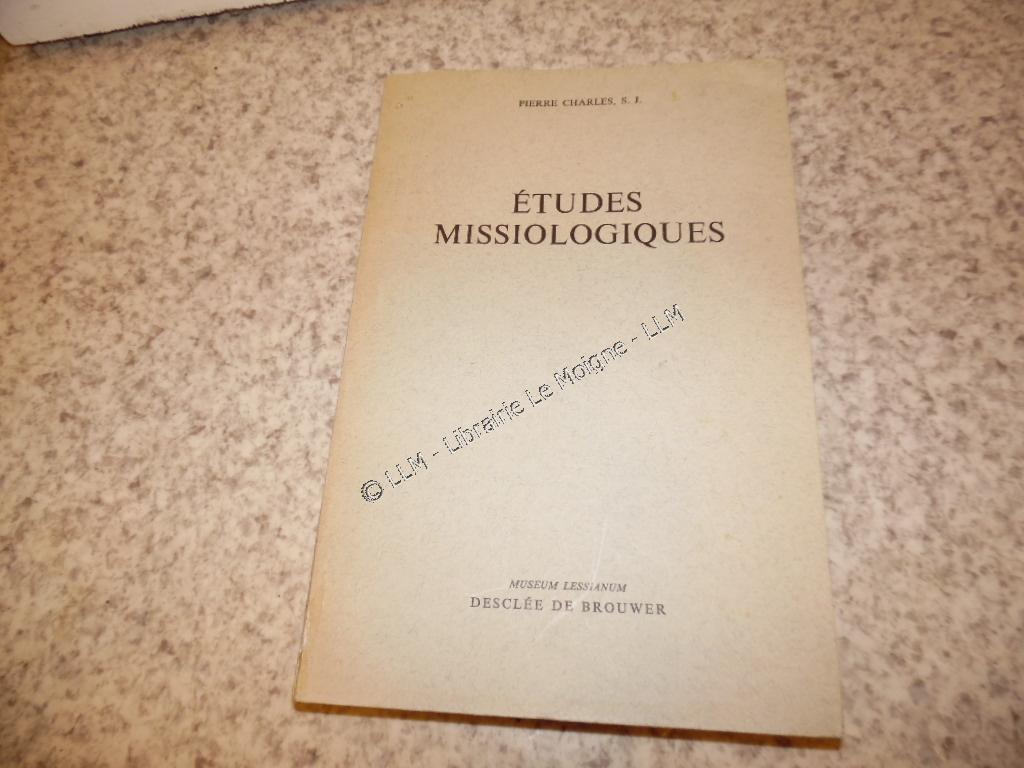 PIERRE CHARLES, S. J.
ÉTUDES
MISSIOLOGIQUES
© LLM - Librairie Le Moigne - LLM
MUSEUM LESSIANUM
DESCLÉE DE BROUWER